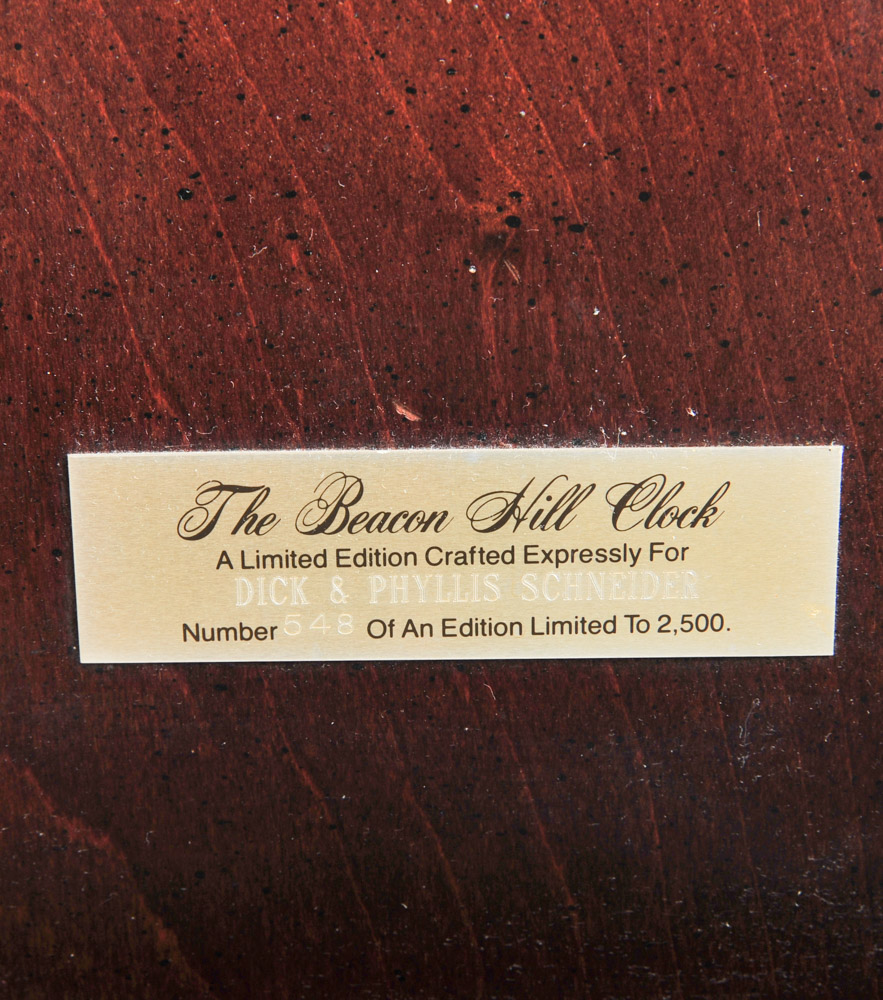 The Beacon Hill Clock
A Limited Edition Crafted Expressly For
DICK & PHYLLIS SCHNEIDER
Number 548 Of An Edition Limited To 2,500.